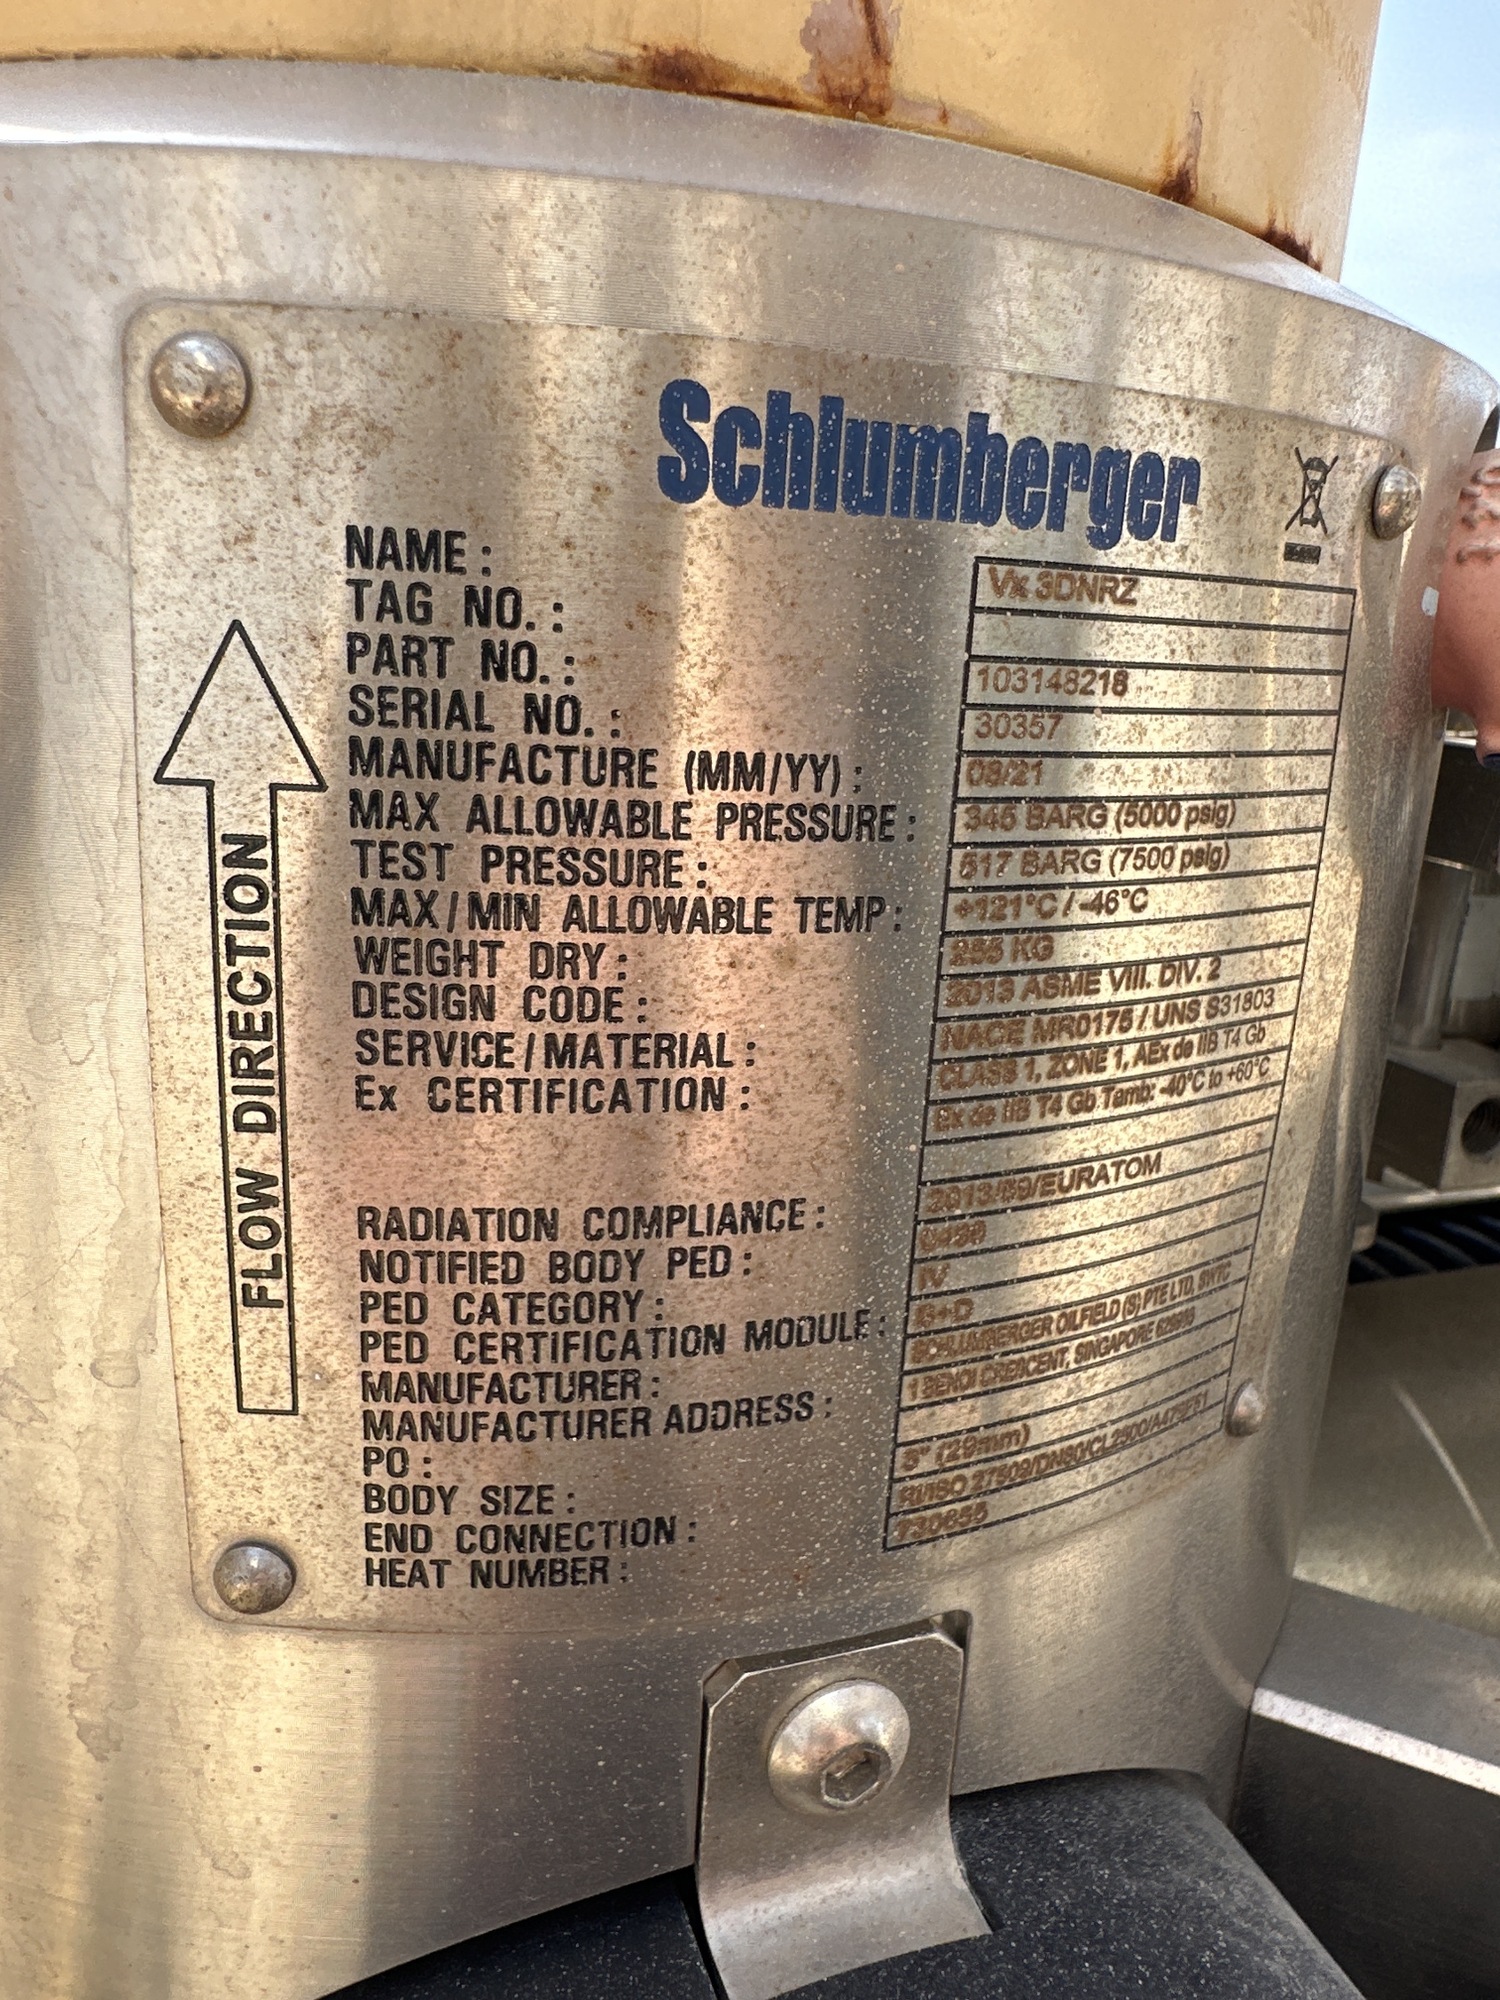 Schlumberger
NAME : Vx 3DNRZ
TAG NO. :
PART NO. : 103148218
SERIAL NO. : 30357
MANUFACTURE (MM/YY) : 08/21
MAX ALLOWABLE PRESSURE : 345 BARG (5000 psig)
TEST PRESSURE : 517 BARG (7500 psig)
MAX/MIN ALLOWABLE TEMP : +121°C / -46°C
WEIGHT DRY : KG
DESIGN CODE : 2013 ASME VIII. DIV. 2
SERVICE/MATERIAL : NACE MR0175 / UNS S31803
Ex CERTIFICATION : CLASS 1, ZONE 1, AEx de IIB T4 Gb
Ex de IIB T4 Gb Tamb: -40°C to +60°C
RADIATION COMPLIANCE : 2013/59/EURATOM
NOTIFIED BODY PED :
PED CATEGORY : IV
PED CERTIFICATION MODULE : B+D
MANUFACTURER : SCHLUMBERGER OILFIELD (S) PTE LTD,
MANUFACTURER ADDRESS : 1 BENOI CRESCENT, SINGAPORE
PO :
BODY SIZE : (29mm)
END CONNECTION :
HEAT NUMBER :
FLOW DIRECTION